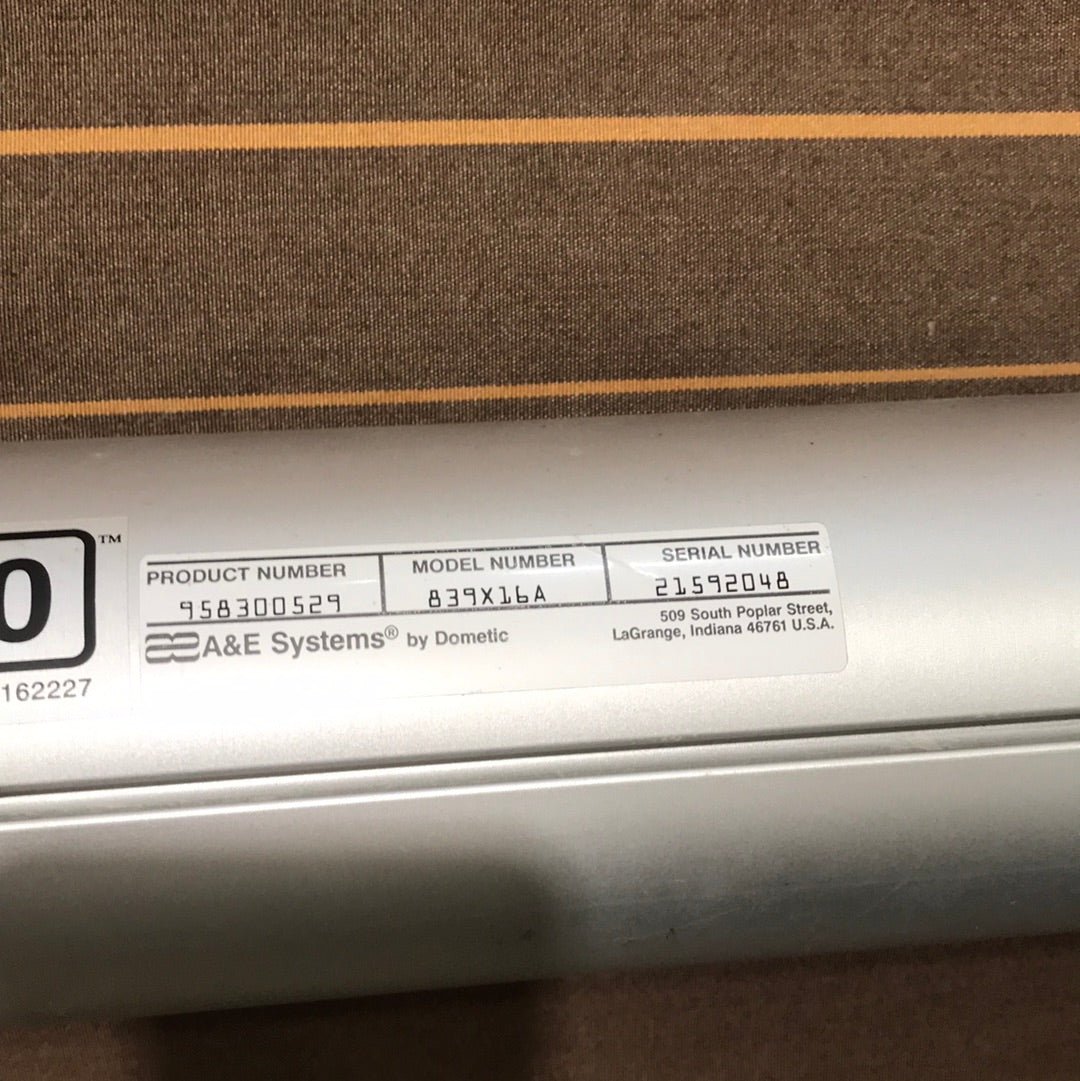 0 ™
162227
PRODUCT NUMBER MODEL NUMBER SERIAL NUMBER
958300529 839X16A 21592048
A&E Systems® by Dometic
509 South Poplar Street,
LaGrange, Indiana 46761 U.S.A.